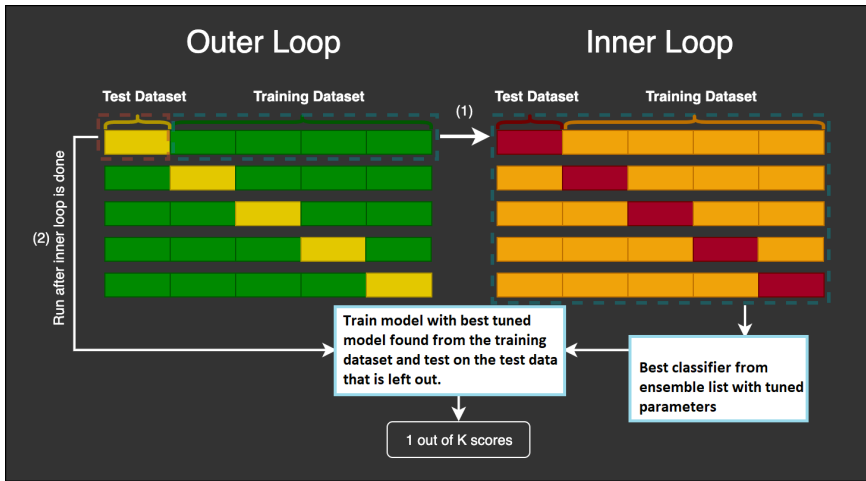 Outer Loop
Inner Loop
Test Dataset
Training Dataset
(1)
Test Dataset
Training Dataset
(2)
Run after inner loop is done
Train model with best tuned
model found from the training
dataset and test on the test data
that is left out.
Best classifier from
ensemble list with tuned
parameters
1 out of K scores